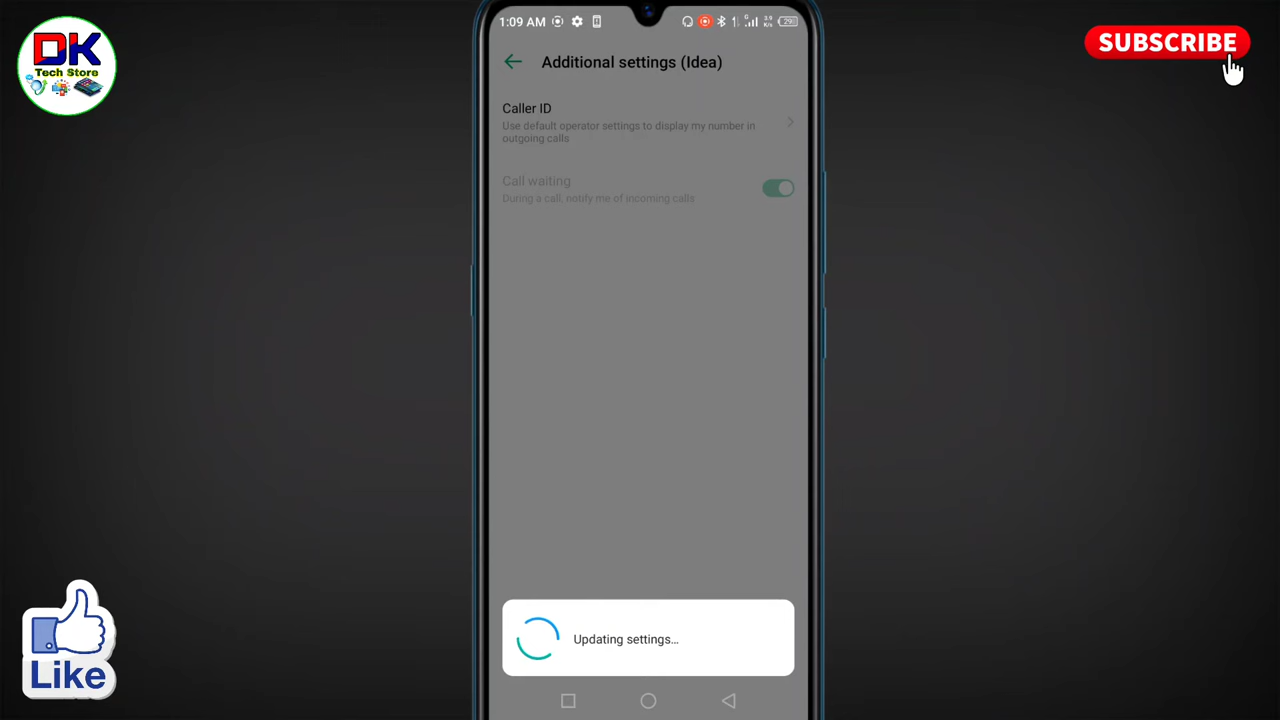 DK
Tech Store
SUBSCRIBE
1:09 AM
29
Additional settings (Idea)
Caller ID
Use default operator settings to display my number in
outgoing calls
Call waiting
During a call, notify me of incoming calls
Updating settings...
Like